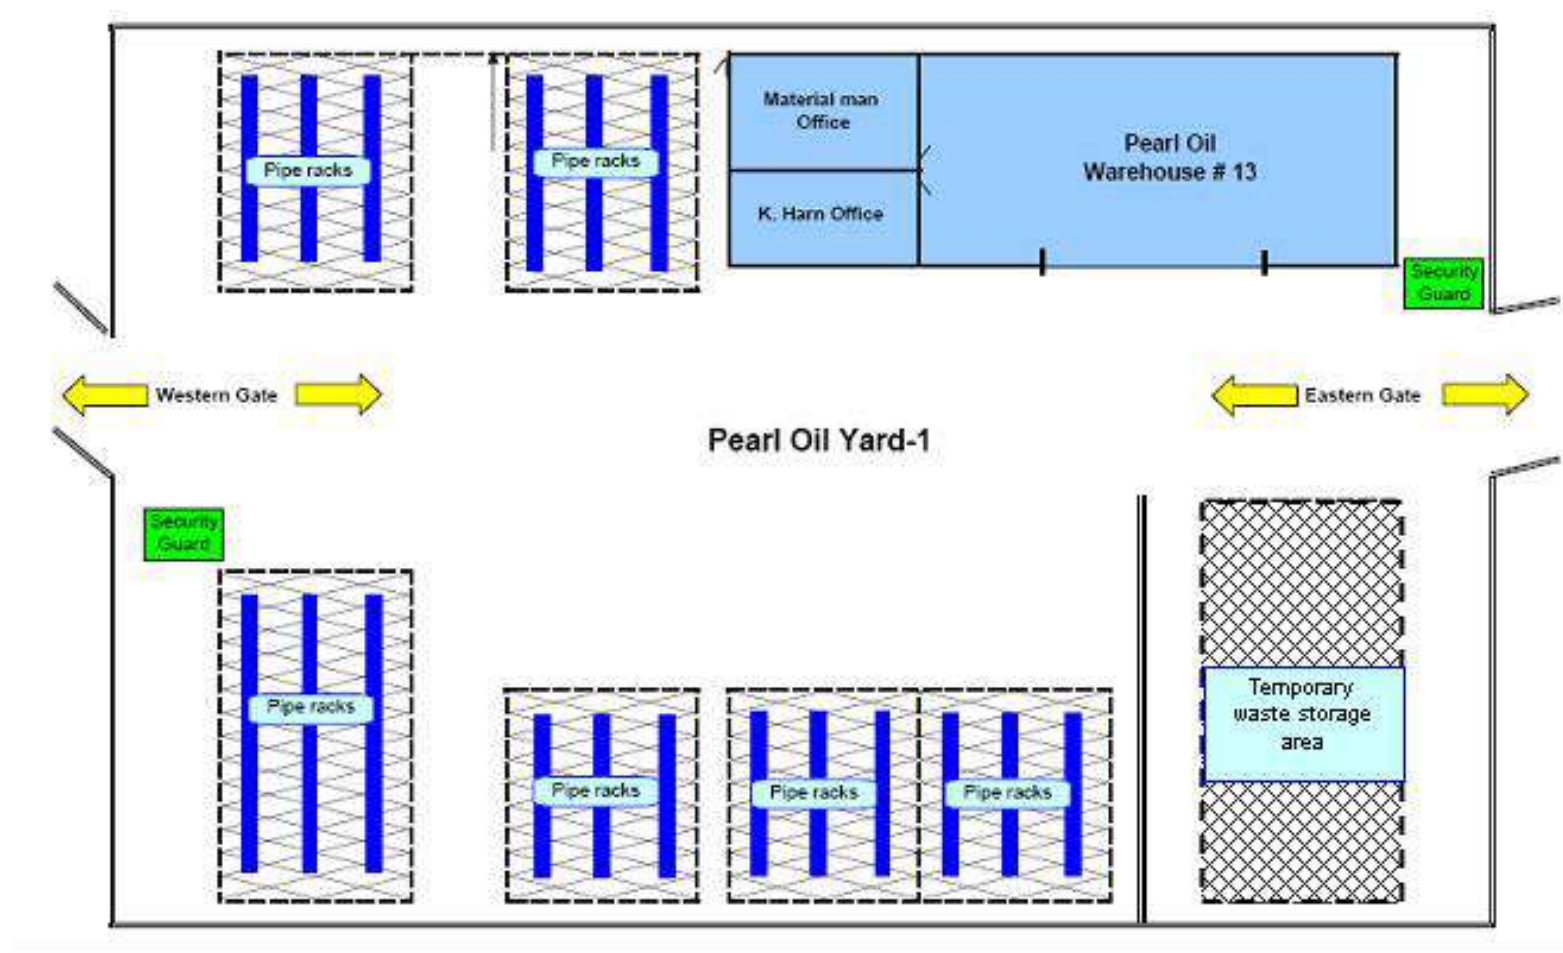 Pipe racks
Pipe racks
Material man
Office
K. Harn Office
Pearl Oil
Warehouse # 13
Security
Guard
Western Gate
Eastern Gate
Pearl Oil Yard-1
Security
Guard
Pipe racks
Pipe racks
Pipe racks
Pipe racks
Temporary
waste storage
area